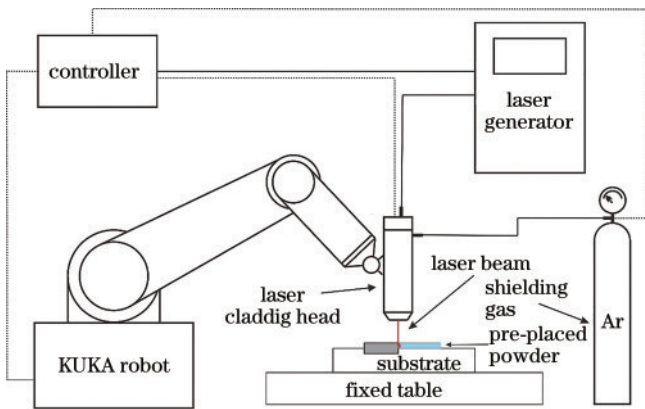 controller
laser
generator
laser beam
shielding
gas
laser
claddig head
pre-placed
powder
Ar
KUKA robot
substrate
fixed table